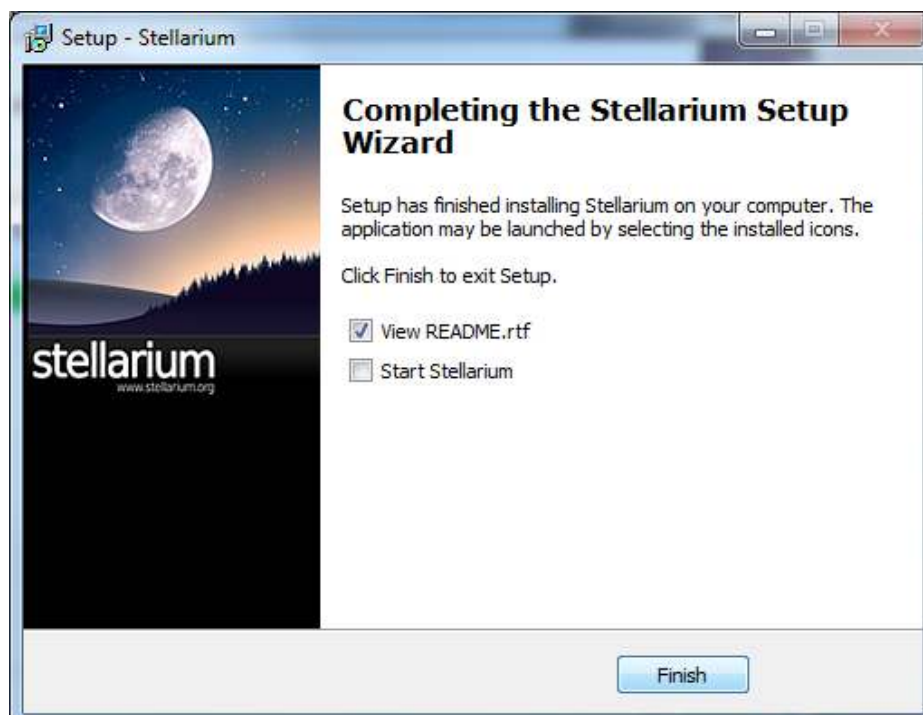 Setup - Stellarium
Completing the Stellarium Setup
Wizard
Setup has finished installing Stellarium on your computer. The
application may be launched by selecting the installed icons.
Click Finish to exit Setup.
View README.rtf
Start Stellarium
stellarium
www.stellarium.org
Finish